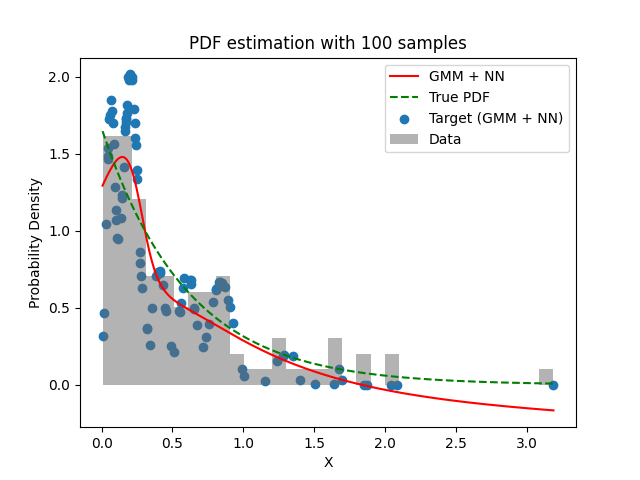 PDF estimation with 100 samples
GMM + NN
True PDF
Target (GMM + NN)
Data
Probability Density
2.0
1.5
1.0
0.5
0.0
0.0 0.5 1.0 1.5 2.0 2.5 3.0
X